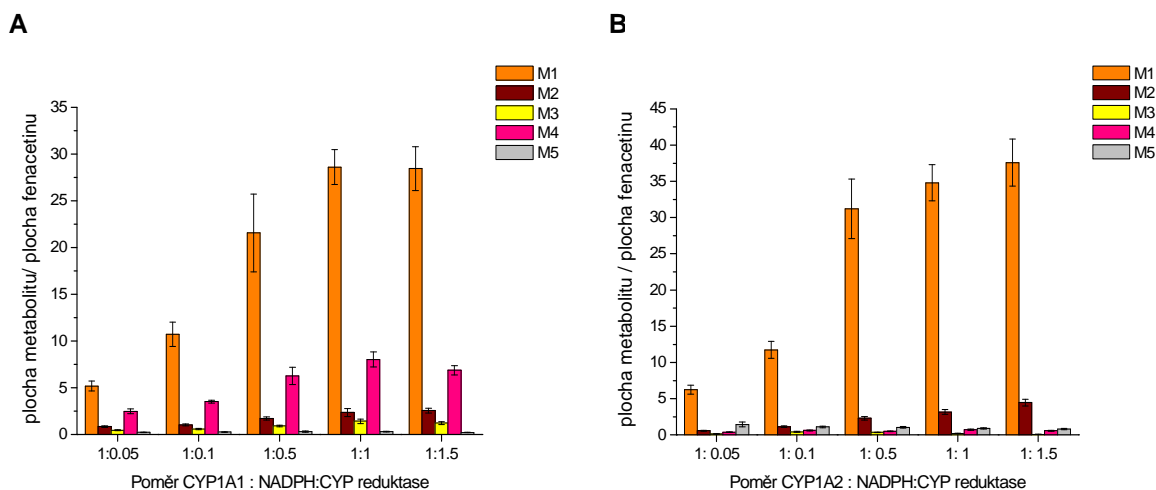 A
M1
M2
M3
M4
M5
35
30
25
20
15
10
5
0
plocha metabolitu/ plocha fenacetinu
1:0.05
1:0.1
1:0.5
1:1
1:1.5
Poměr CYP1A1 : NADPH:CYP reduktase
B
M1
M2
M3
M4
M5
45
40
35
30
25
20
15
10
5
0
plocha metabolitu / plocha fenacetinu
1: 0.05
1: 0.1
1: 0.5
1: 1
1: 1.5
Poměr CYP1A2 : NADPH:CYP reduktase